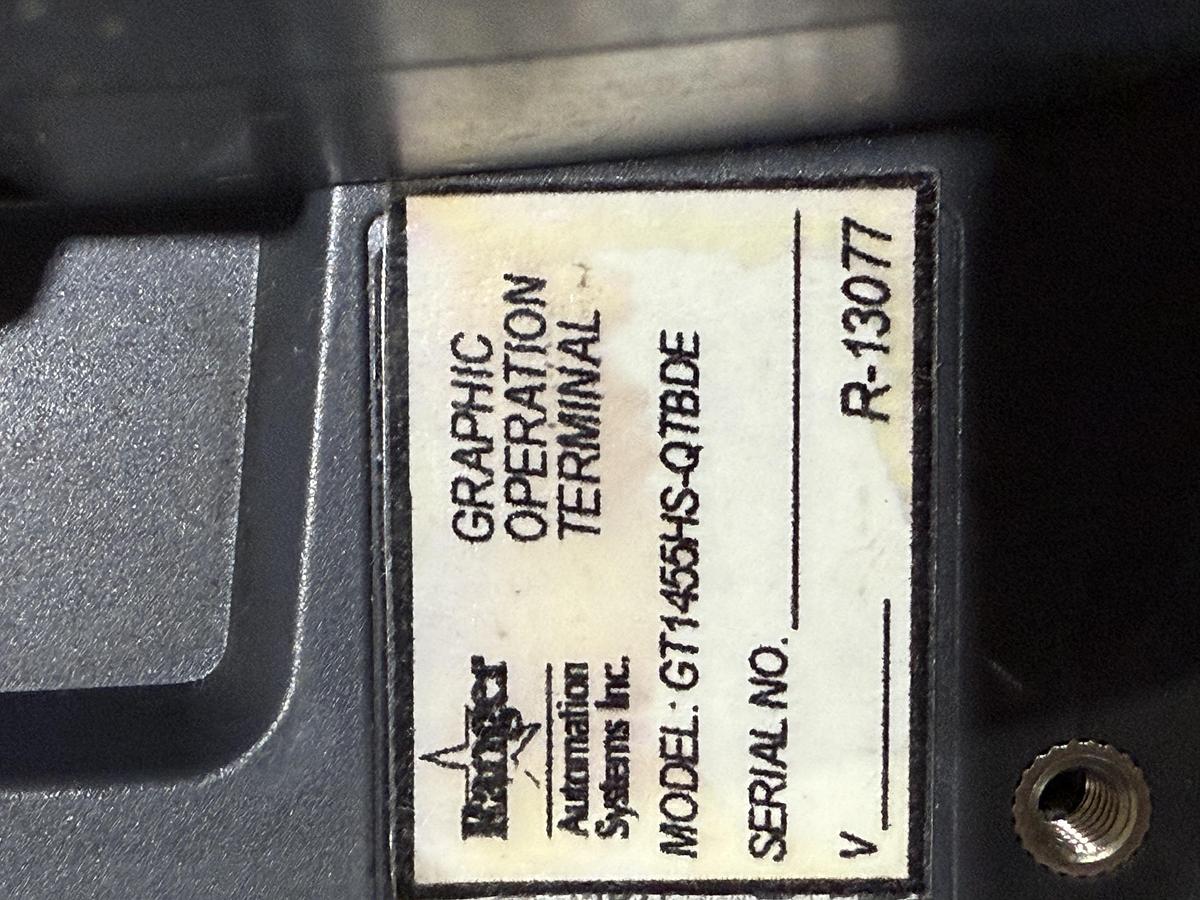 Ranger
Automation
Systems Inc.
GRAPHIC
OPERATION
TERMINAL
MODEL: GT1455HS-QTBDE
SERIAL NO.
V
R-13077